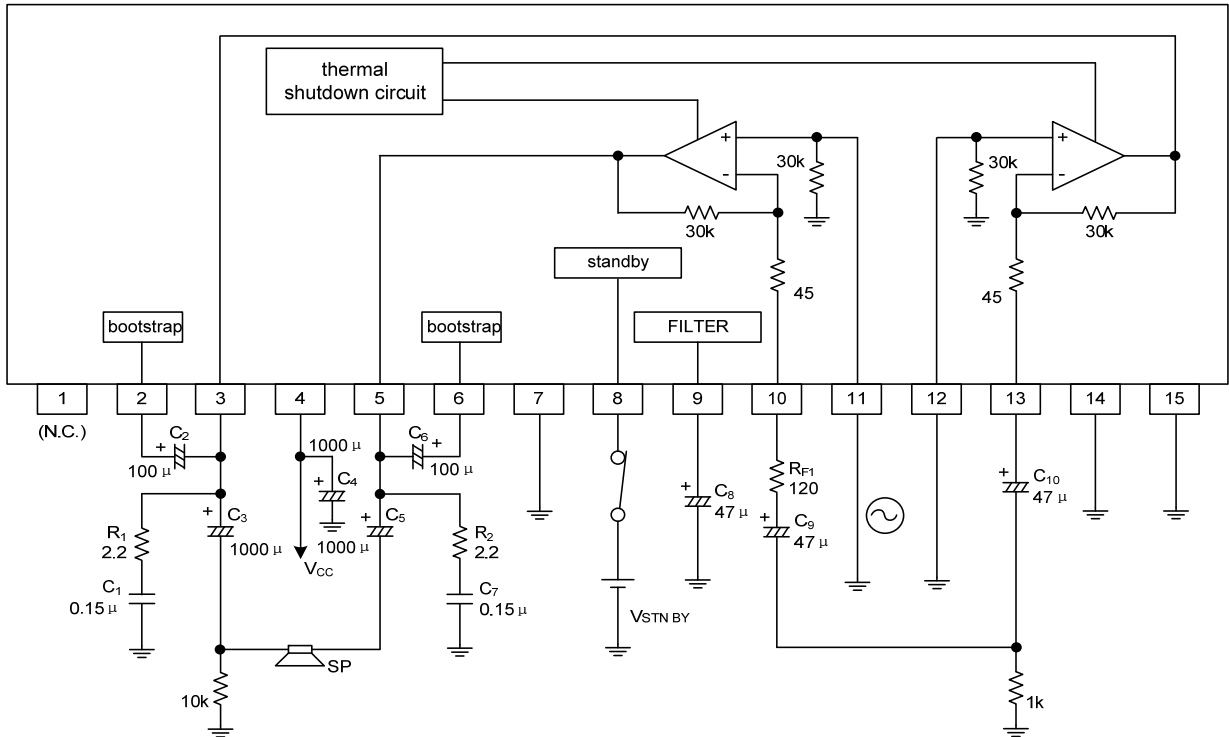 thermal
shutdown circuit
+
-
30k
30k
+
-
30k
30k
standby
45
45
bootstrap
bootstrap
FILTER
1
2
3
4
5
6
7
8
9
10
11
12
13
14
15
(N.C.)
+
C2
100 μ
1000 μ
+
C4
C6
+
100 μ
RF1
120
+
C8
47 μ
+
C10
47 μ
+
C3
1000 μ
R1
2.2
+
C5
1000 μ
R2
2.2
+
C9
47 μ
VCC
C1
0.15 μ
C7
0.15 μ
VSTN BY
SP
10k
1k